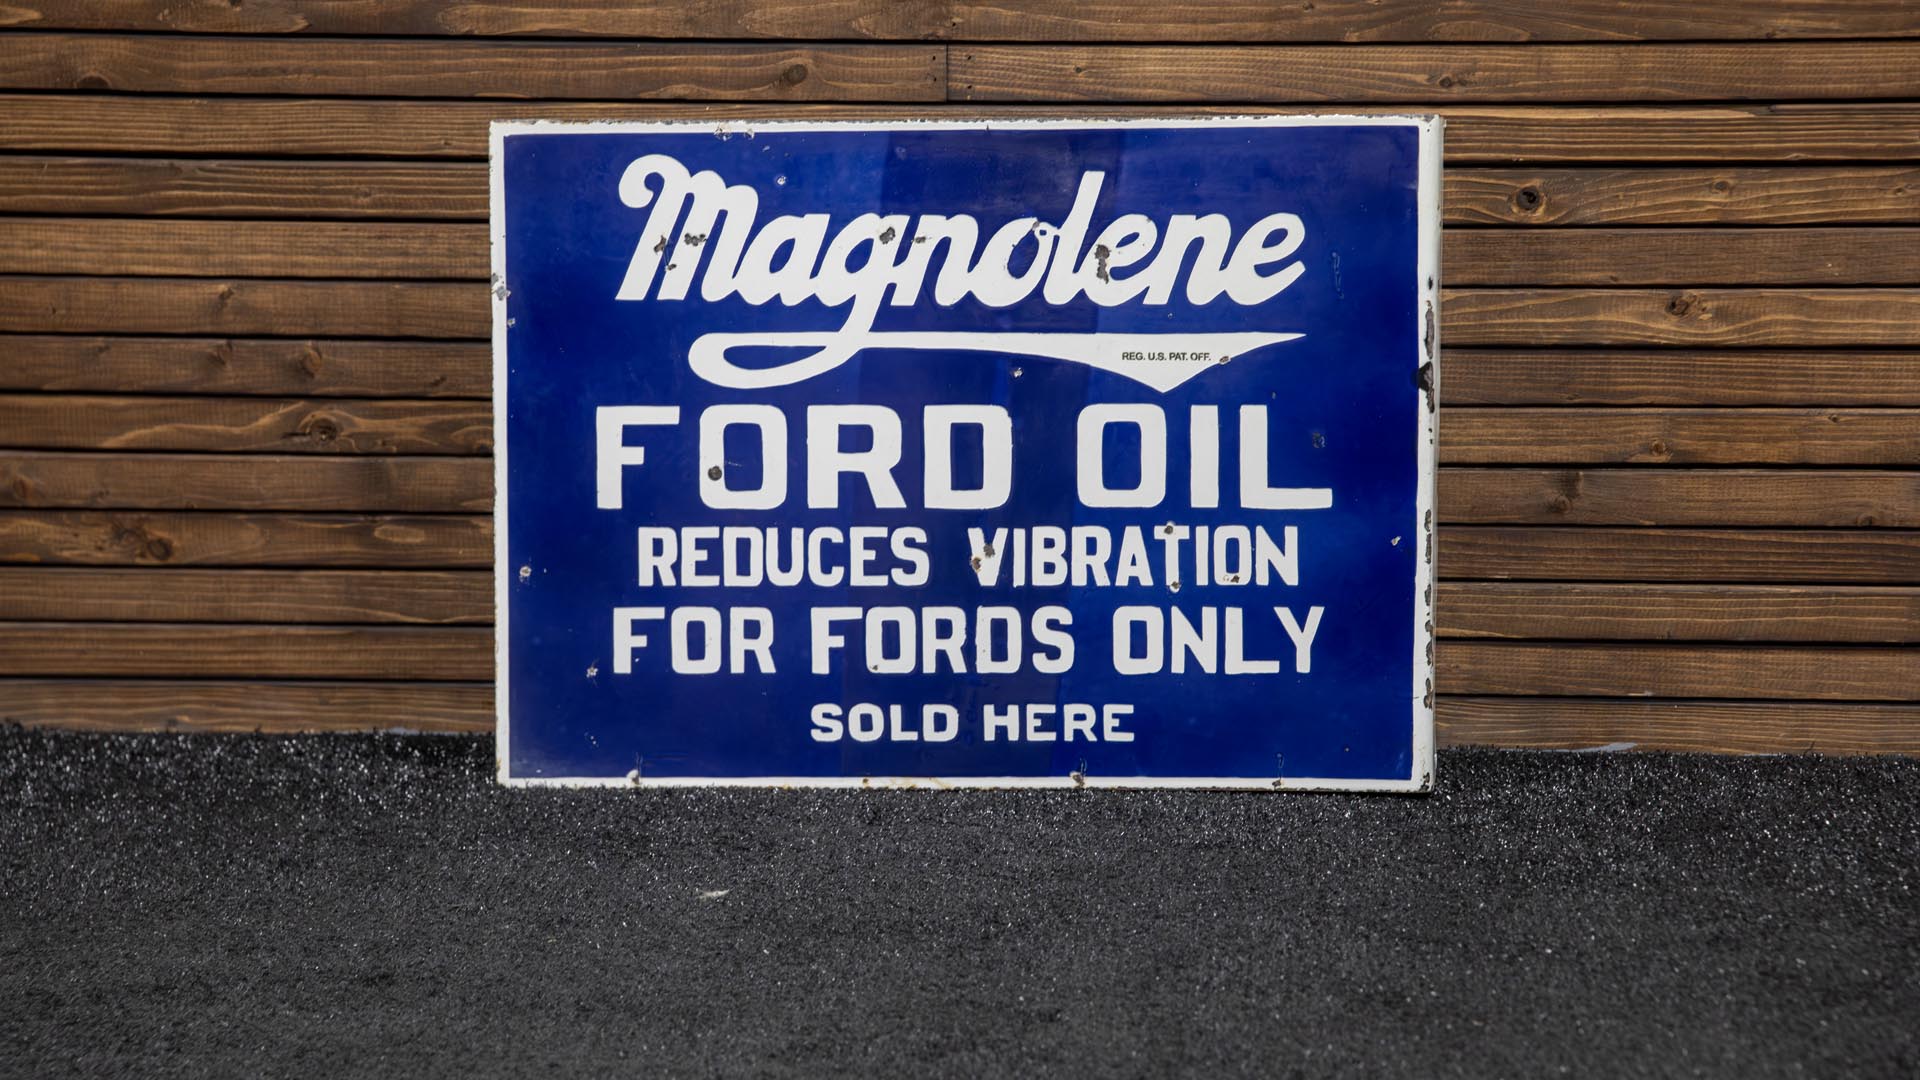 Magnolene
REG. U.S. PAT. OFF.
FORD OIL
REDUCES VIBRATION
FOR FORDS ONLY
SOLD HERE